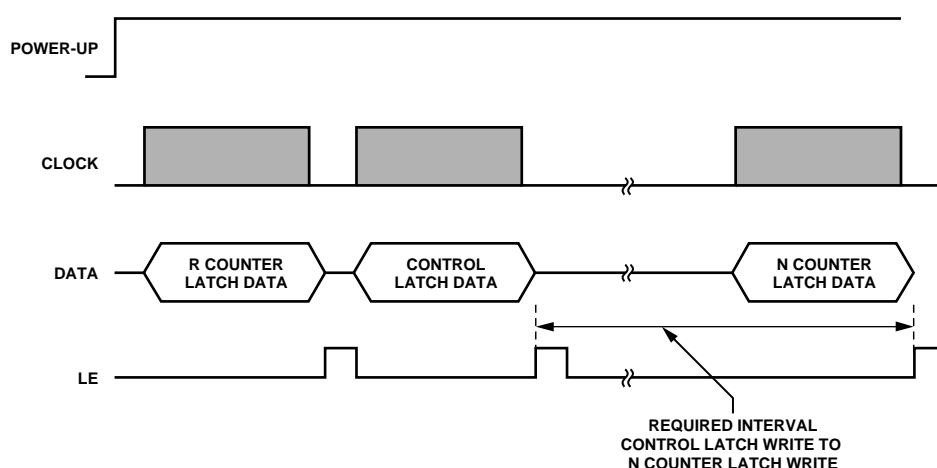 POWER-UP
CLOCK
DATA
R COUNTER
LATCH DATA
CONTROL
LATCH DATA
N COUNTER
LATCH DATA
LE
REQUIRED INTERVAL
CONTROL LATCH WRITE TO
N COUNTER LATCH WRITE